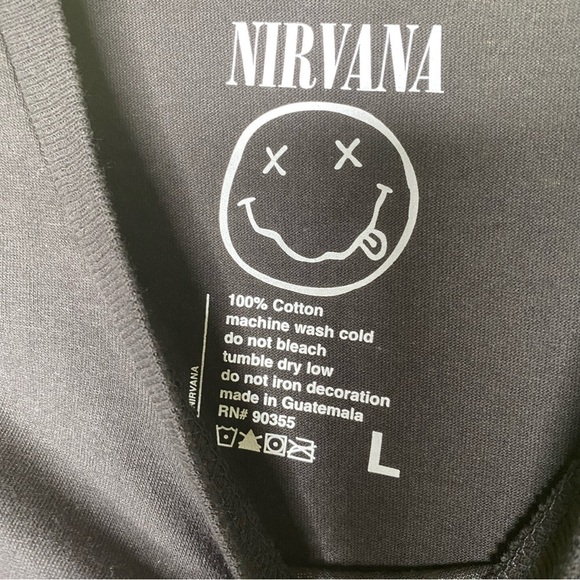 NIRVANA
100% Cotton
machine wash cold
do not bleach
tumble dry low
do not iron decoration
made in Guatemala
RN# 90355
NIRVANA
L